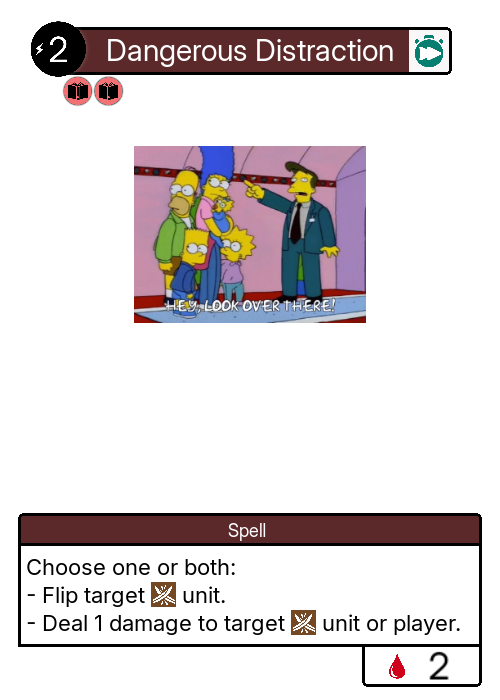 2 Dangerous Distraction
HEY, LOOK OVER THERE!
Spell
Choose one or both:
- Flip target unit.
- Deal 1 damage to target unit or player.
2